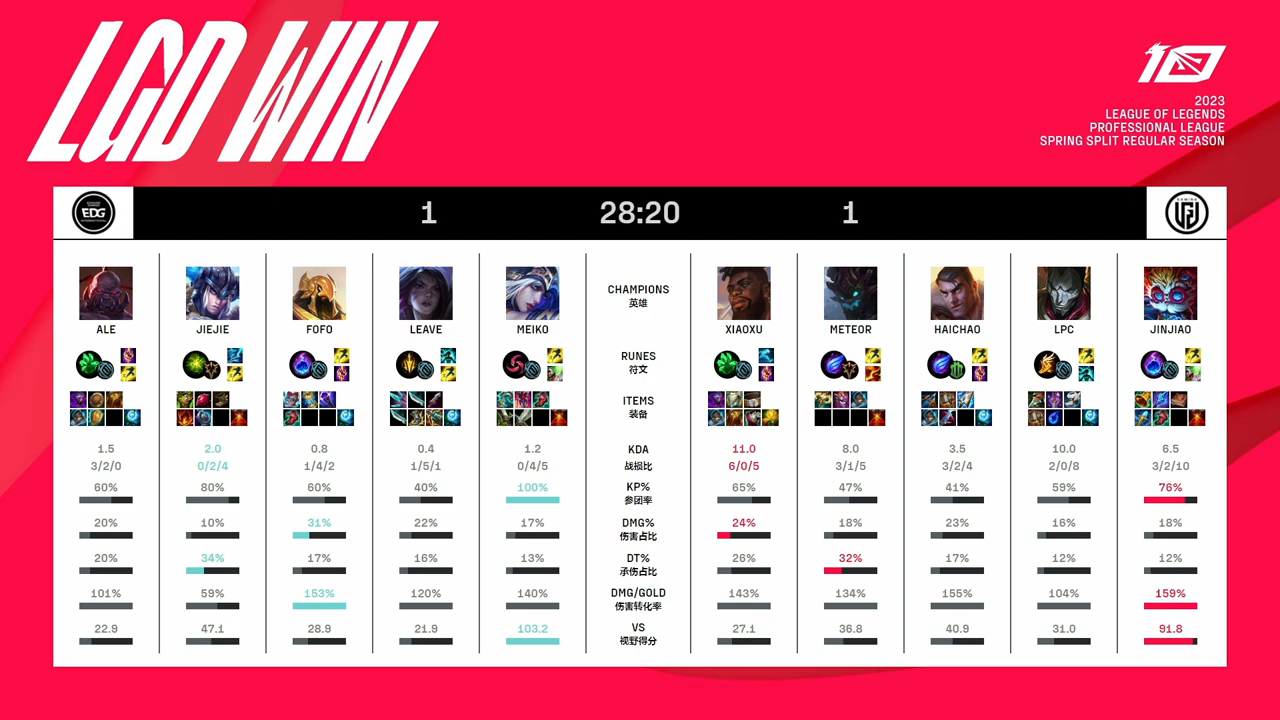 LGD WIN
2023
LEAGUE OF LEGENDS
PROFESSIONAL LEAGUE
SPRING SPLIT REGULAR SEASON
EDG
1 28:20 1
CHAMPIONS
英雄
ALE JIEJIE FOFO LEAVE MEIKO XIAOXU METEOR HAICHAO LPC JINJIAO
RUNES
符文
ITEMS
装备
1.5 2.0 0.8 0.4 1.2 KDA 11.0 8.0 3.5 10.0 6.5
3/2/0 0/2/4 1/4/2 1/5/1 0/4/5 战损比 6/0/5 3/1/5 3/2/4 2/0/8 3/2/10
60% 80% 60% 40% 100% KP% 65% 47% 41% 59% 76%
参团率
20% 10% 31% 22% 17% DMG% 24% 18% 23% 16% 18%
伤害占比
20% 34% 17% 16% 13% DT% 26% 32% 17% 12% 12%
承伤占比
101% 59% 153% 120% 140% DMG/GOLD 143% 134% 155% 104% 159%
伤害转化率
22.9 47.1 28.9 21.9 103.2 VS 27.1 36.8 40.9 31.0 91.8
视野得分